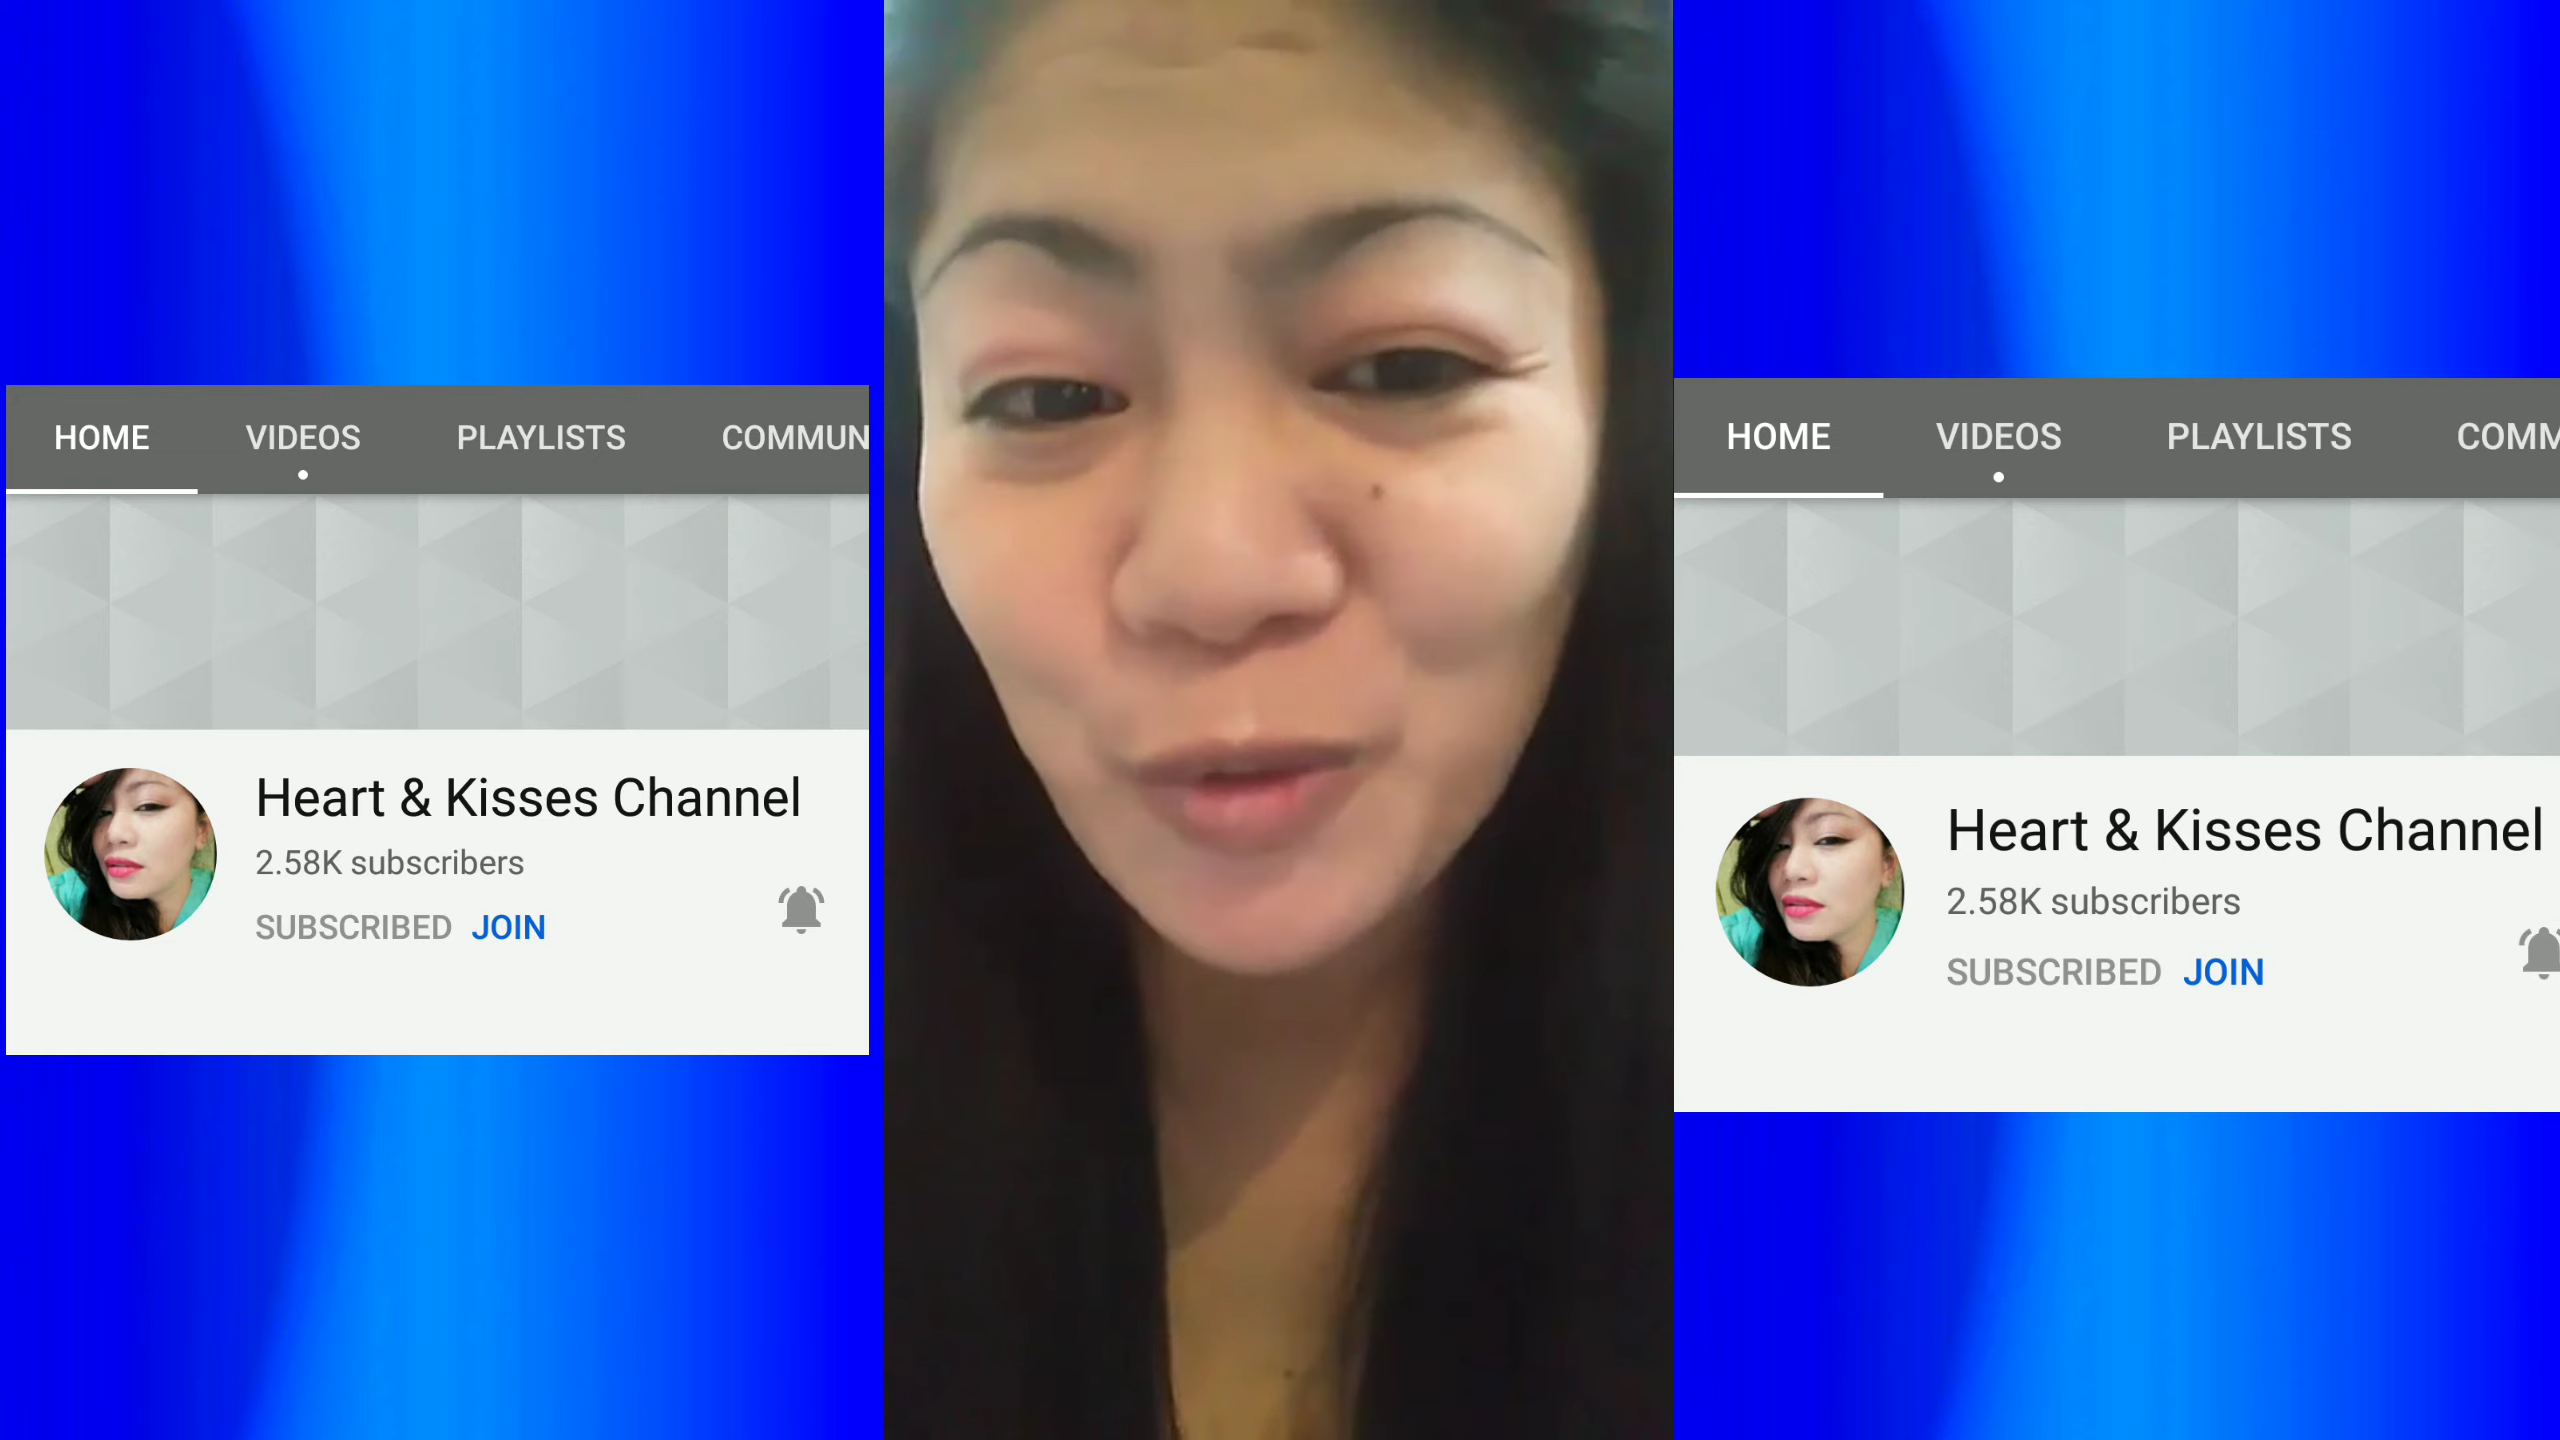 HOME VIDEOS PLAYLISTS COMMUN
Heart & Kisses Channel
2.58K subscribers
SUBSCRIBED JOIN
HOME VIDEOS PLAYLISTS COMM
Heart & Kisses Channel
2.58K subscribers
SUBSCRIBED JOIN